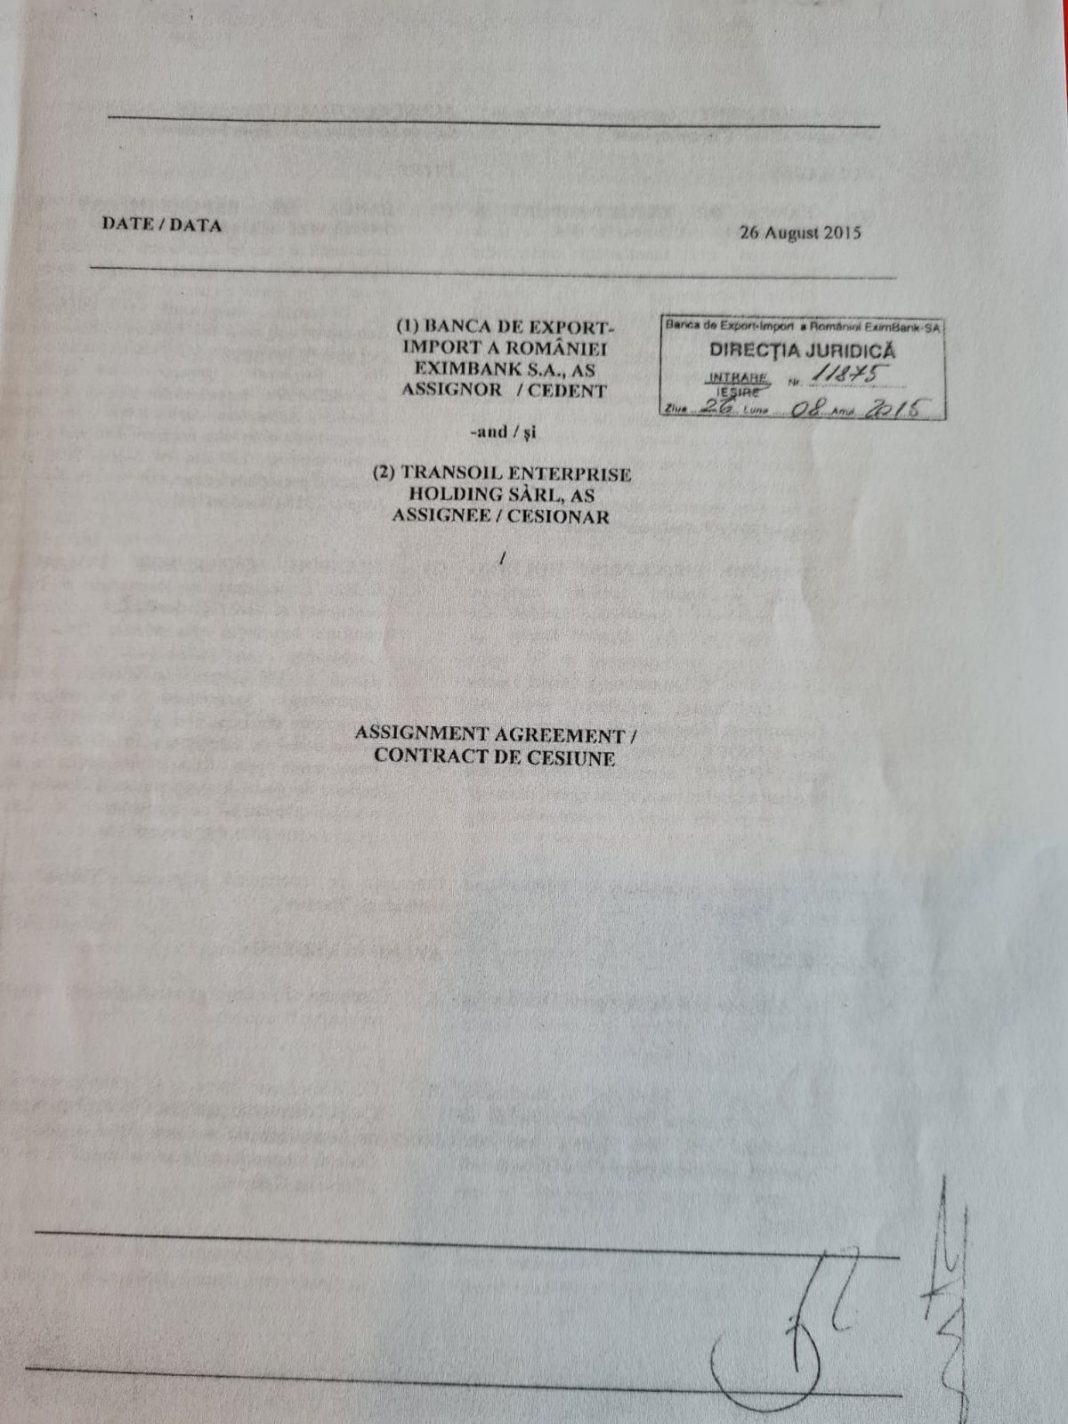 DATE / DATA
26 August 2015
(1) BANCA DE EXPORT-
IMPORT A ROMÂNIEI
EXIMBANK S.A., AS
ASSIGNOR / CEDENT
-and / și
(2) TRANSOIL ENTERPRISE
HOLDING SÀRL, AS
ASSIGNEE / CESIONAR
/
Banca de Export-Import a României EximBank-SA
DIRECȚIA JURIDICĂ
INTRARE Nr. 11875
IEȘIRE
Ziua 26 Luna 08 Anul 2015
ASSIGNMENT AGREEMENT /
CONTRACT DE CESIUNE